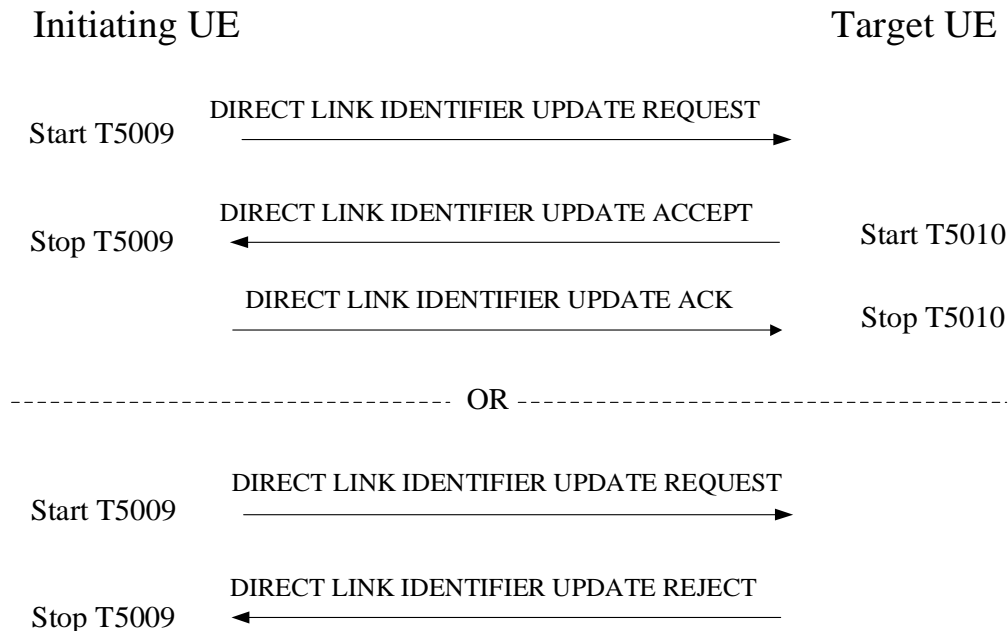 Initiating UE
Target UE
DIRECT LINK IDENTIFIER UPDATE REQUEST
Start T5009
DIRECT LINK IDENTIFIER UPDATE ACCEPT
Stop T5009
Start T5010
DIRECT LINK IDENTIFIER UPDATE ACK
Stop T5010
OR
DIRECT LINK IDENTIFIER UPDATE REQUEST
Start T5009
DIRECT LINK IDENTIFIER UPDATE REJECT
Stop T5009